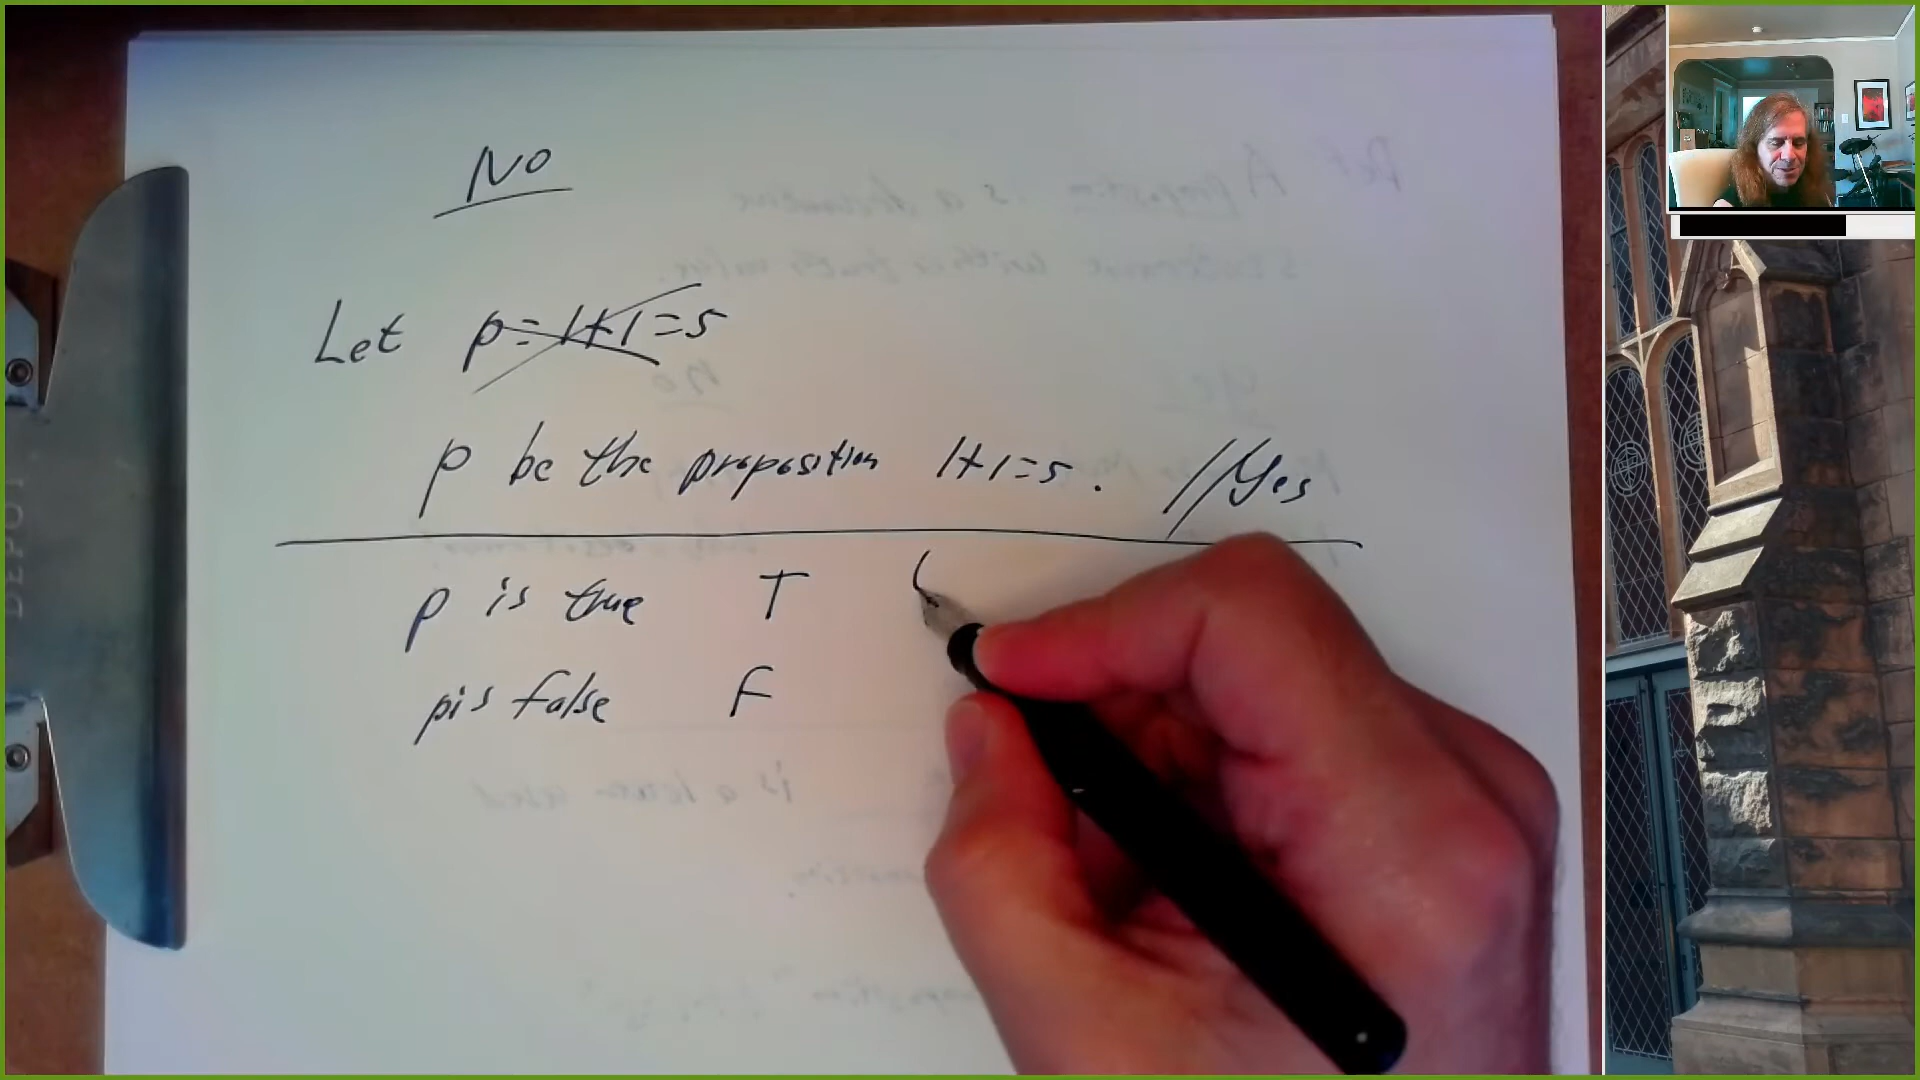 No
Let p=1+1=5
p be the proposition 1+1=5. //Yes
p is true T (
p is false F